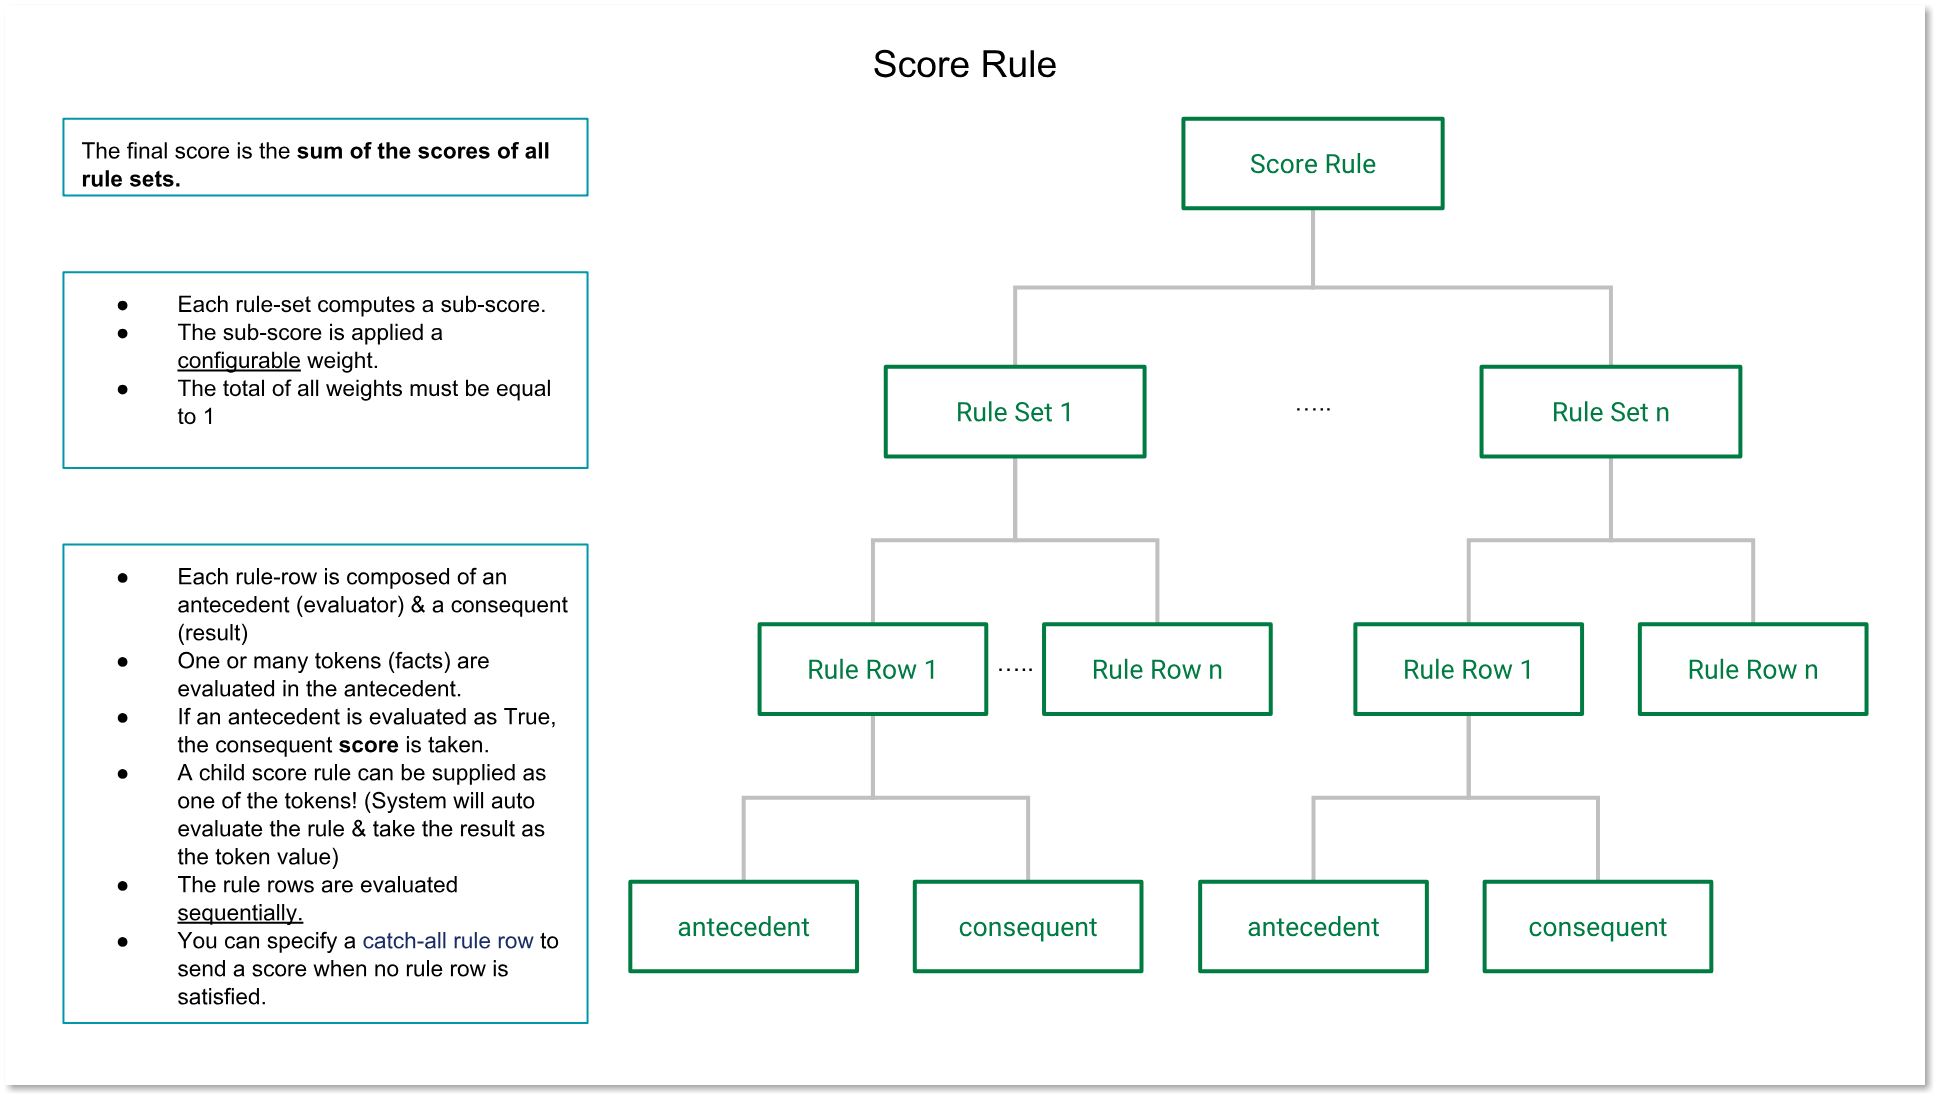 Score Rule
The final score is the sum of the scores of all
rule sets.
● Each rule-set computes a sub-score.
● The sub-score is applied a
configurable weight.
● The total of all weights must be equal
to 1
● Each rule-row is composed of an
antecedent (evaluator) & a consequent
(result)
● One or many tokens (facts) are
evaluated in the antecedent.
● If an antecedent is evaluated as True,
the consequent score is taken.
● A child score rule can be supplied as
one of the tokens! (System will auto
evaluate the rule & take the result as
the token value)
● The rule rows are evaluated
sequentially.
● You can specify a catch-all rule row to
send a score when no rule row is
satisfied.
Score Rule
Rule Set 1
.....
Rule Set n
Rule Row 1
.....
Rule Row n
Rule Row 1
Rule Row n
antecedent
consequent
antecedent
consequent